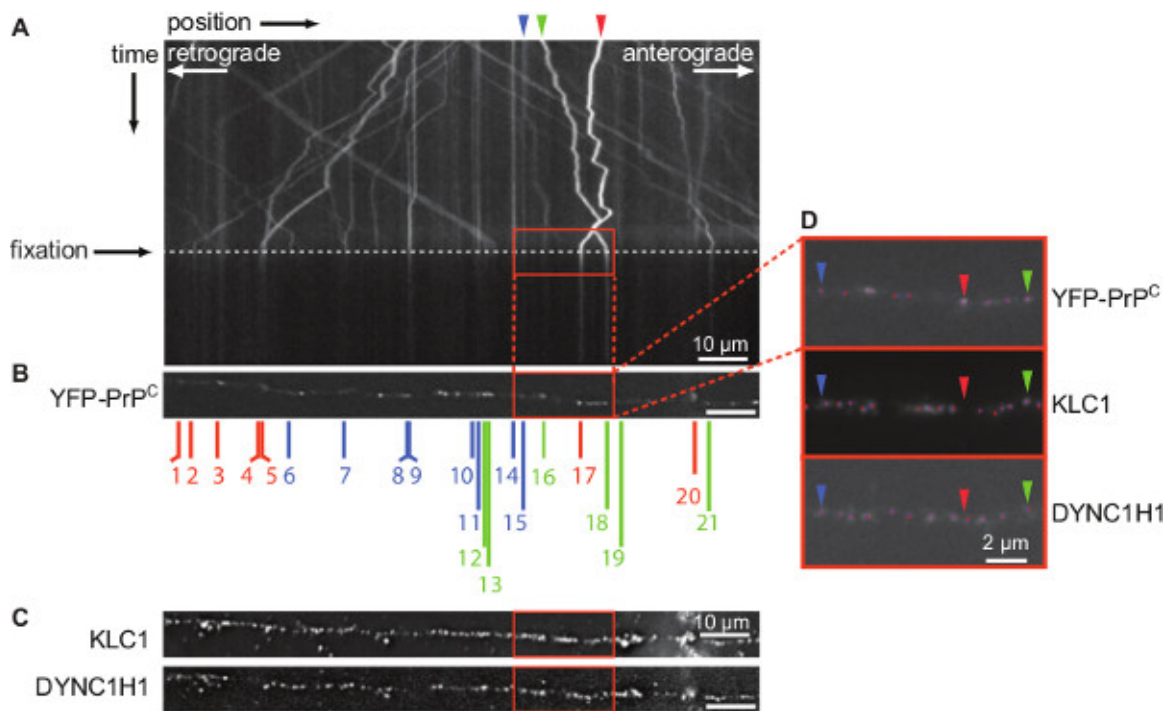 A
position
time
retrograde
anterograde
fixation
10 µm
B
YFP-PrPC
1 2 3 4 5 6 7 8 9 10 14 16 17 20
11 15 18 21
12 19
13
C
KLC1
10 µm
DYNC1H1
D
YFP-PrPC
KLC1
DYNC1H1
2 µm